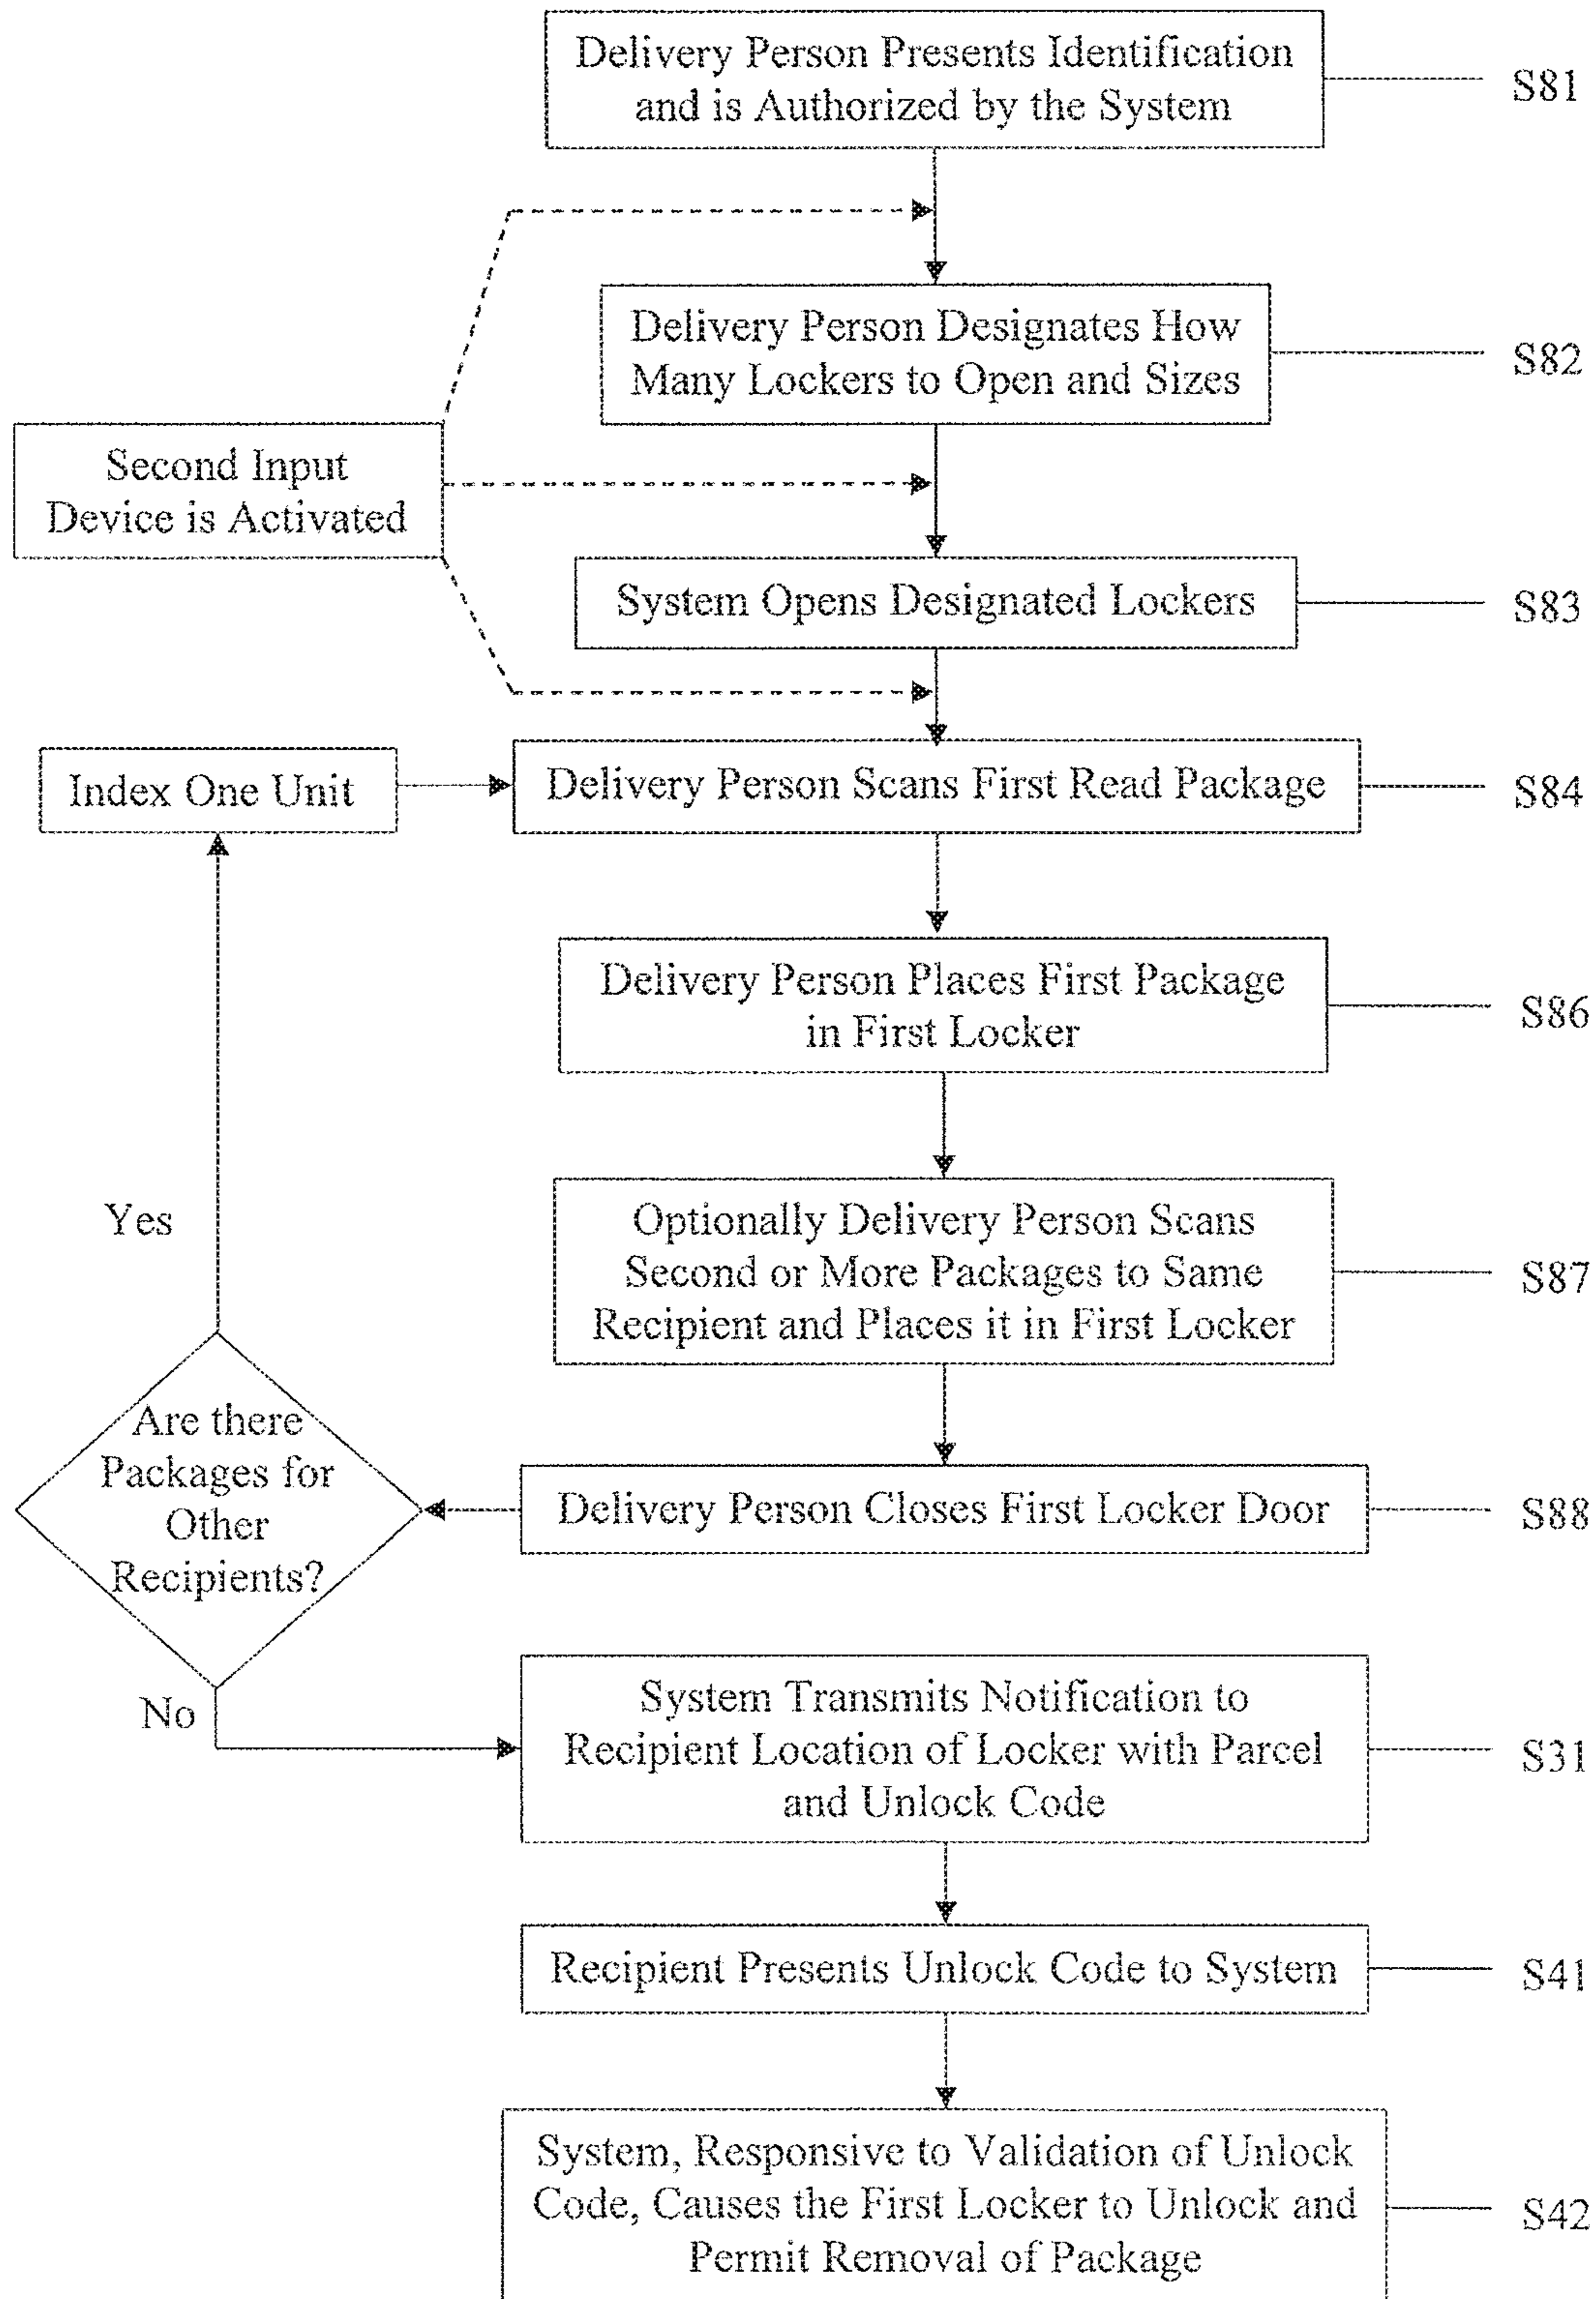 Delivery Person Presents Identification
and is Authorized by the System
S81
Delivery Person Designates How
Many Lockers to Open and Sizes
S82
Second Input
Device is Activated
System Opens Designated Lockers
S83
Index One Unit
Delivery Person Scans First Read Package
S84
Delivery Person Places First Package
in First Locker
S86
Yes
Optionally Delivery Person Scans
Second or More Packages to Same
Recipient and Places it in First Locker
S87
Are there
Packages for
Other
Recipients?
Delivery Person Closes First Locker Door
S88
No
System Transmits Notification to
Recipient Location of Locker with Parcel
and Unlock Code
S31
Recipient Presents Unlock Code to System
S41
System, Responsive to Validation of Unlock
Code, Causes the First Locker to Unlock and
Permit Removal of Package
S42